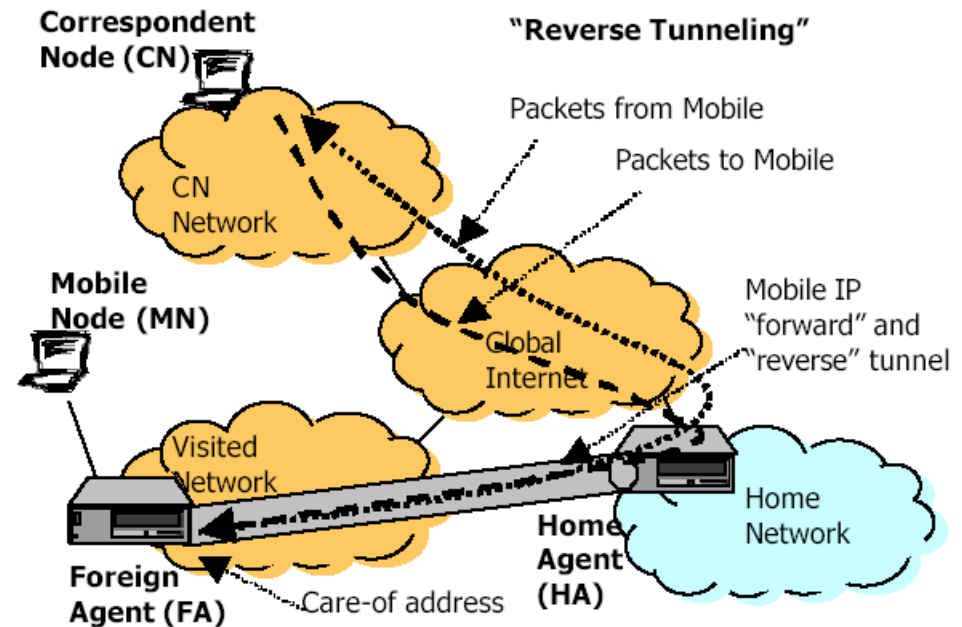 Correspondent
Node (CN)
“Reverse Tunneling”
Packets from Mobile
Packets to Mobile
CN
Network
Mobile
Node (MN)
Mobile IP
“forward” and
“reverse” tunnel
Global
Internet
Visited
Network
Home
Network
Home
Agent
(HA)
Foreign
Agent (FA)
Care-of address